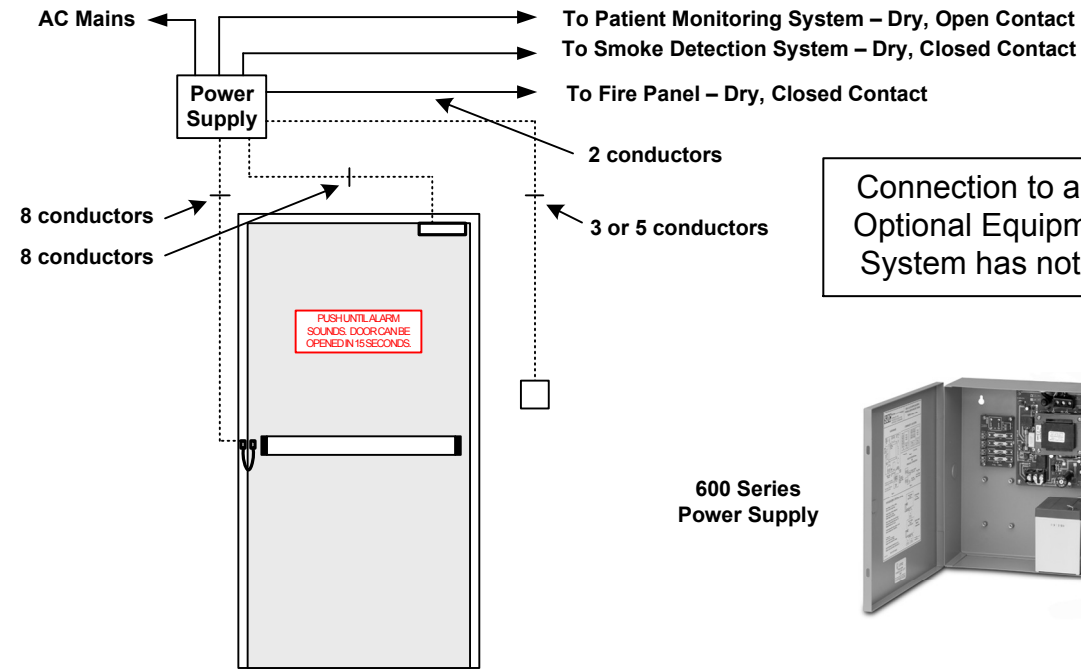 AC Mains
To Patient Monitoring System – Dry, Open Contact
To Smoke Detection System – Dry, Closed Contact
Power
Supply
To Fire Panel – Dry, Closed Contact
2 conductors
8 conductors
8 conductors
3 or 5 conductors
Connection to a
Optional Equipm
System has not
PUSH UNTIL ALARM
SOUNDS. DOOR CAN BE
OPENED IN 15 SECONDS.
600 Series
Power Supply